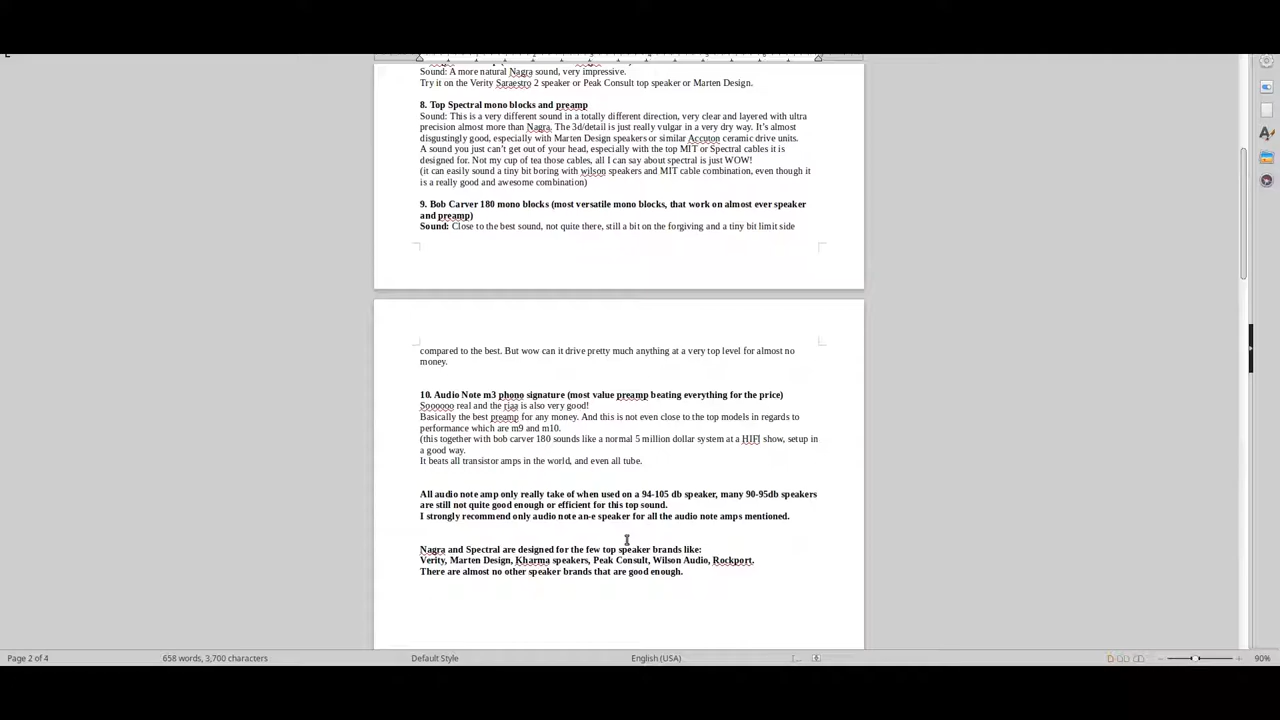 Sound: A more natural Nagra sound, very impressive.
Try it on the Verity Saraestro 2 speaker or Peak Consult top speaker or Marten Design.
8. Top Spectral mono blocks and preamp
Sound: This is a very different sound in a totally different direction, very clear and layered with ultra
precision almost more than Nagra. The 3d/detail is just really vulgar in a very dry way. It's almost
disgustingly good, especially with Marten Design speakers or similar Accuton ceramic drive units.
A sound you just can't get out of your head, especially with the top MIT or Spectral cables it is
designed for. Not my cup of tea those cables, all I can say about spectral is just WOW!
(it can easily sound a tiny bit boring with wilson speakers and MIT cable combination, even though it
is a really good and awesome combination)
9. Bob Carver 180 mono blocks (most versatile mono blocks, that work on almost ever speaker
and preamp)
Sound: Close to the best sound, not quite there, still a bit on the forgiving and a tiny bit limit side
compared to the best. But wow can it drive pretty much anything at a very top level for almost no
money.
10. Audio Note m3 phono signature (most value preamp beating everything for the price)
Soooooo real and the riaa is also very good!
Basically the best preamp for any money. And this is not even close to the top models in regards to
performance which are m9 and m10.
(this together with bob carver 180 sounds like a normal 5 million dollar system at a HIFI show, setup in
a good way.
It beats all transistor amps in the world, and even all tube.
All audio note amp only really take of when used on a 94-105 db speaker, many 90-95db speakers
are still not quite good enough or efficient for this top sound.
I strongly recommend only audio note an-e speaker for all the audio note amps mentioned.
Nagra and Spectral are designed for the few top speaker brands like:
Verity, Marten Design, Kharma speakers, Peak Consult, Wilson Audio, Rockport.
There are almost no other speaker brands that are good enough.
Page 2 of 4
658 words, 3,700 characters
Default Style
English (USA)
90%